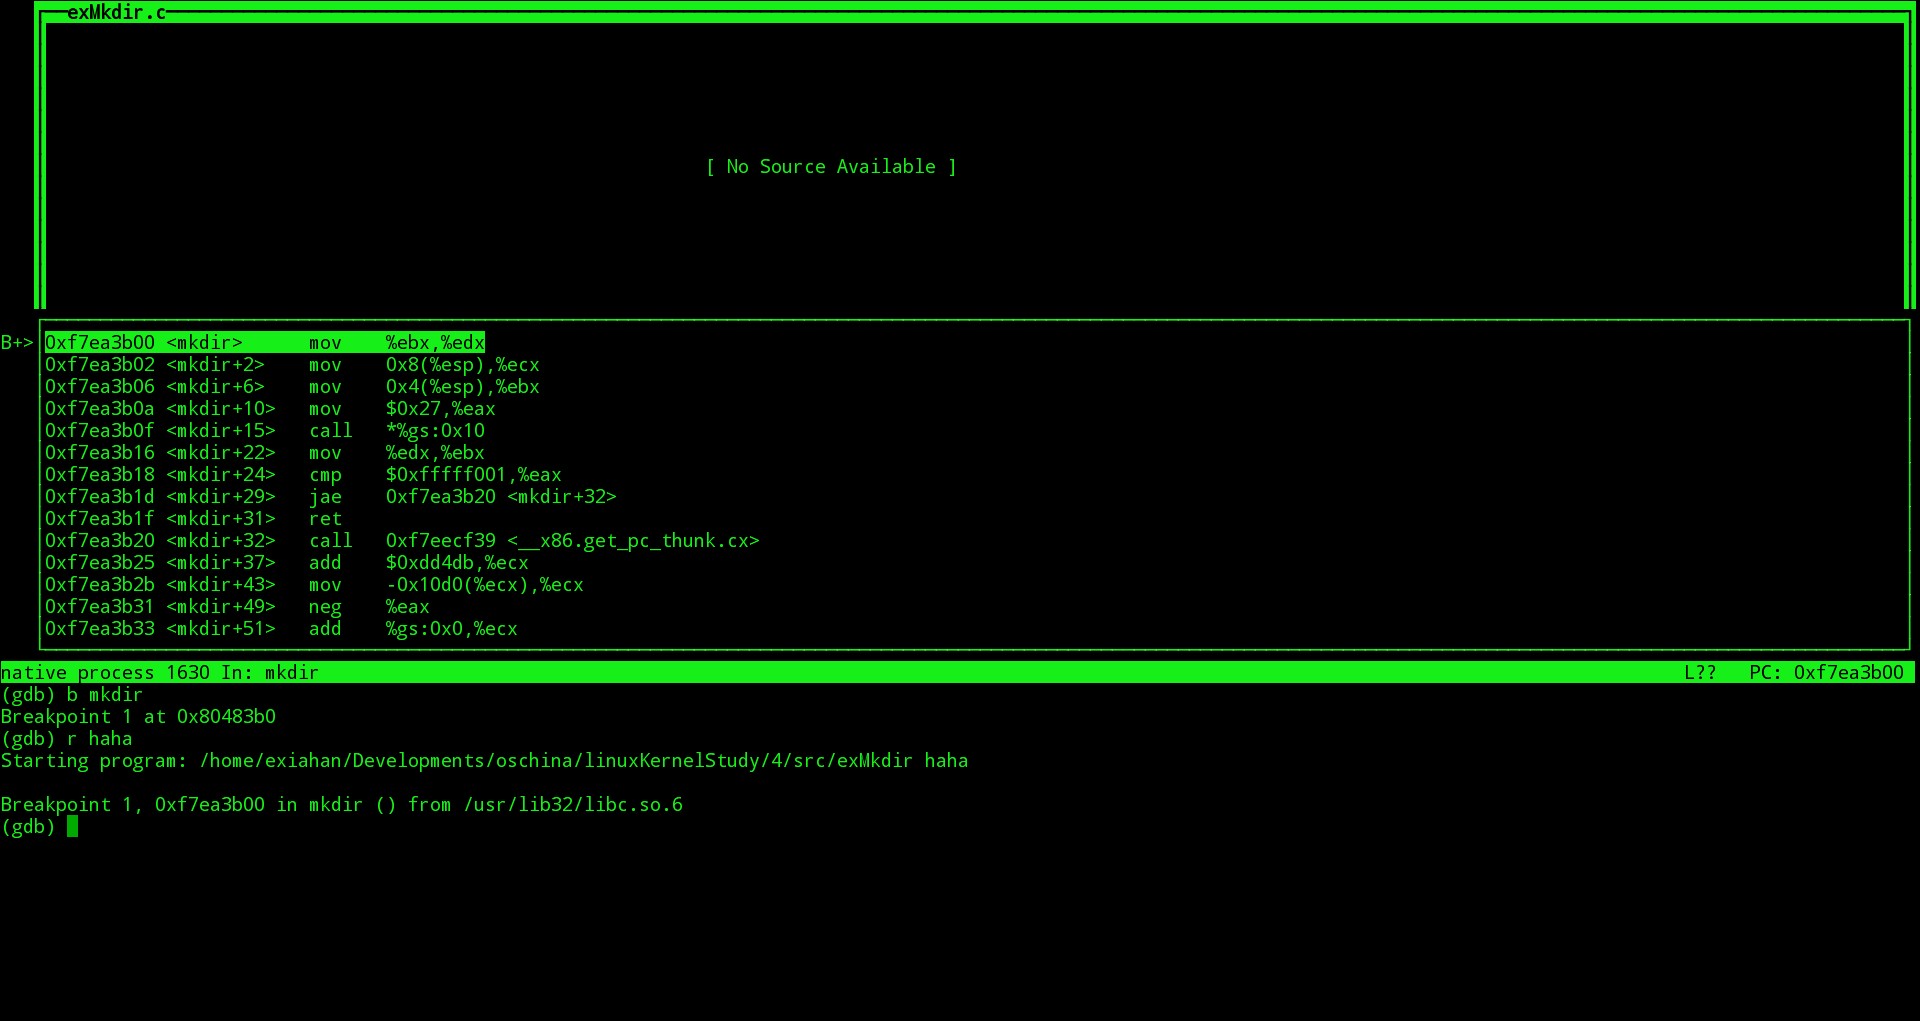 exMkdir.c
[ No Source Available ]
B+> 0xf7ea3b00 <mkdir>      mov    %ebx,%edx
0xf7ea3b02 <mkdir+2>    mov    0x8(%esp),%ecx
0xf7ea3b06 <mkdir+6>    mov    0x4(%esp),%ebx
0xf7ea3b0a <mkdir+10>   mov    $0x27,%eax
0xf7ea3b0f <mkdir+15>   call   *%gs:0x10
0xf7ea3b16 <mkdir+22>   mov    %edx,%ebx
0xf7ea3b18 <mkdir+24>   cmp    $0xfffff001,%eax
0xf7ea3b1d <mkdir+29>   jae    0xf7ea3b20 <mkdir+32>
0xf7ea3b1f <mkdir+31>   ret
0xf7ea3b20 <mkdir+32>   call   0xf7eecf39 <__x86.get_pc_thunk.cx>
0xf7ea3b25 <mkdir+37>   add    $0xdd4db,%ecx
0xf7ea3b2b <mkdir+43>   mov    -0x10d0(%ecx),%ecx
0xf7ea3b31 <mkdir+49>   neg    %eax
0xf7ea3b33 <mkdir+51>   add    %gs:0x0,%ecx
native process 1630 In: mkdir    L??   PC: 0xf7ea3b00
(gdb) b mkdir
Breakpoint 1 at 0x80483b0
(gdb) r haha
Starting program: /home/exiahan/Developments/oschina/linuxKernelStudy/4/src/exMkdir haha
Breakpoint 1, 0xf7ea3b00 in mkdir () from /usr/lib32/libc.so.6
(gdb)